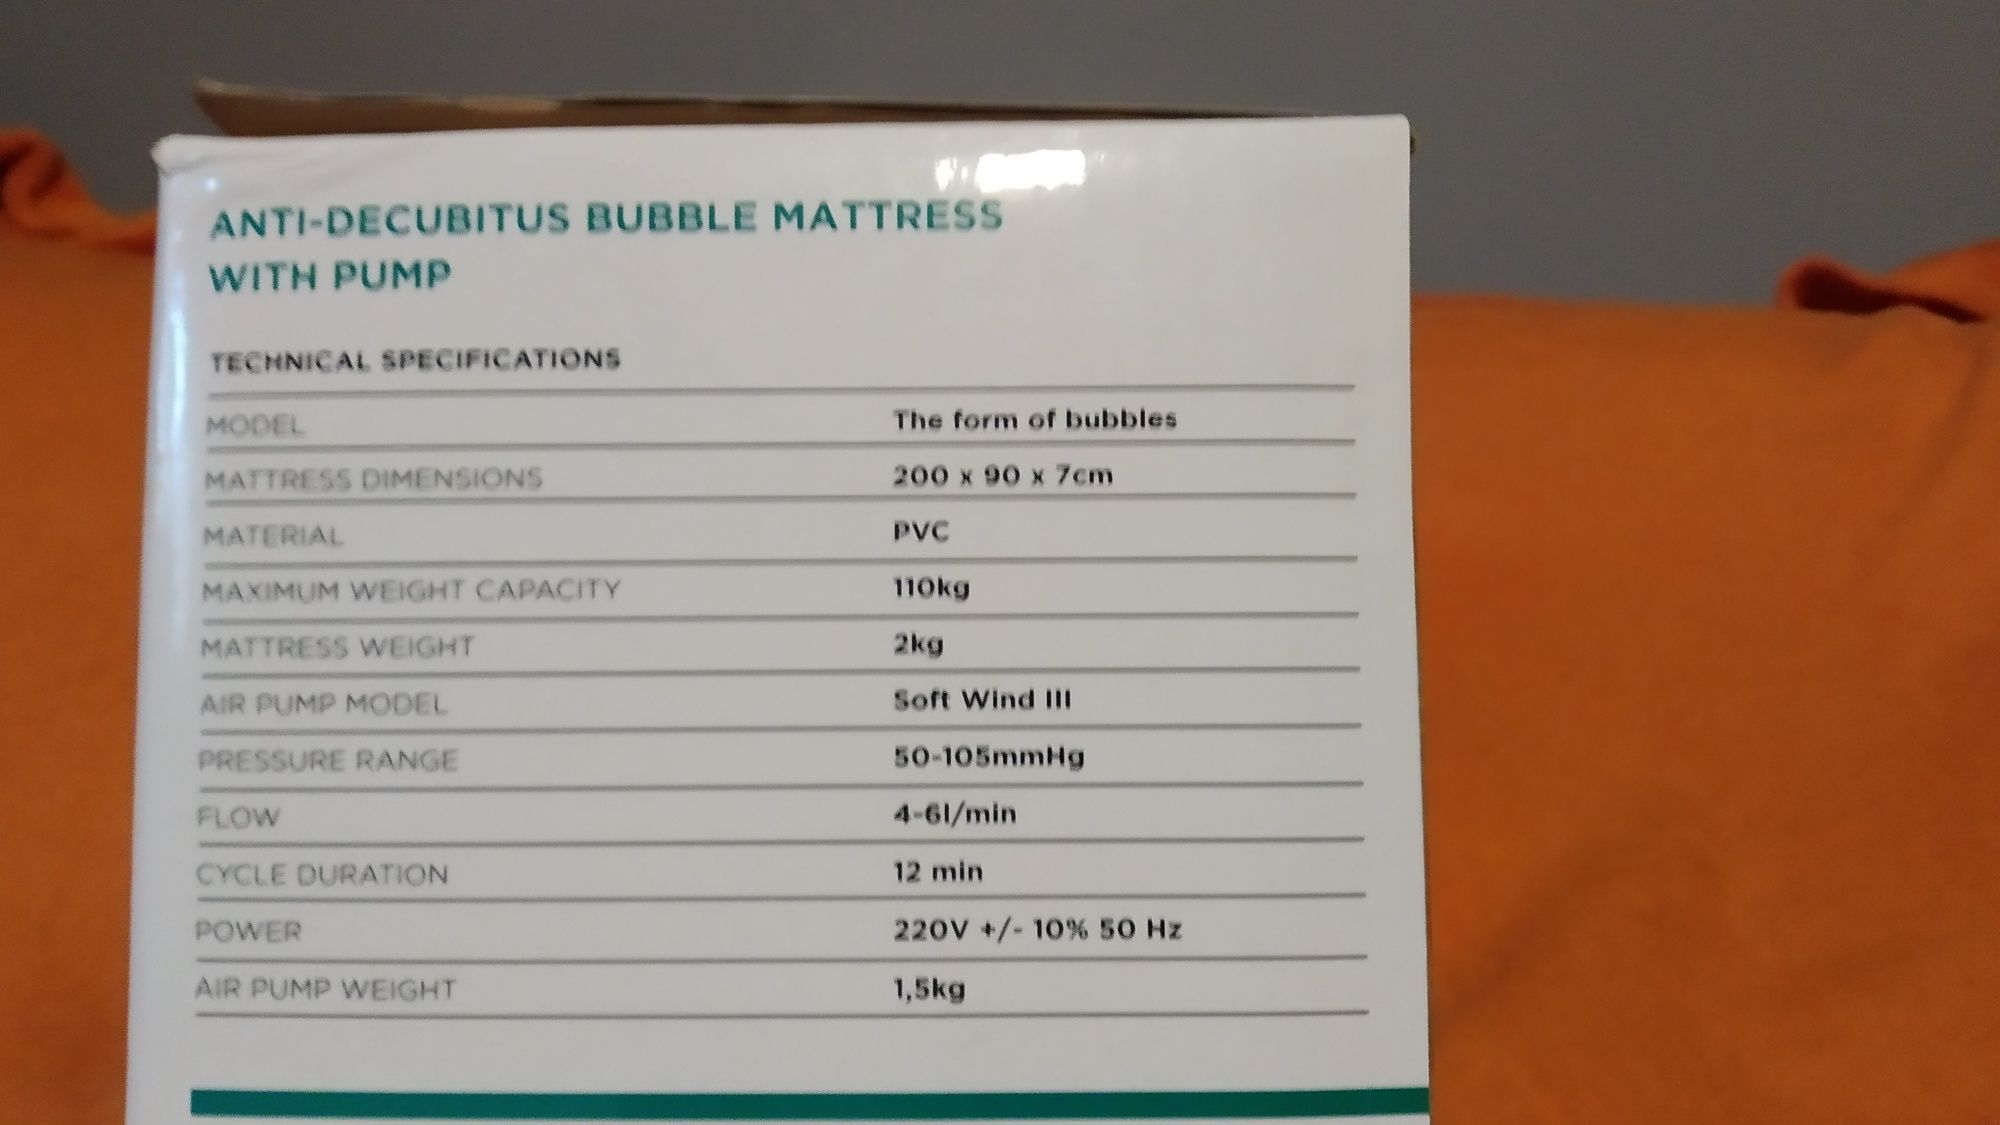 ANTI-DECUBITUS BUBBLE MATTRESS
WITH PUMP
TECHNICAL SPECIFICATIONS
MODEL The form of bubbles
MATTRESS DIMENSIONS 200 x 90 x 7cm
MATERIAL PVC
MAXIMUM WEIGHT CAPACITY 110kg
MATTRESS WEIGHT 2kg
AIR PUMP MODEL Soft Wind III
PRESSURE RANGE 50-105mmHg
FLOW 4-6l/min
CYCLE DURATION 12 min
POWER 220V +/- 10% 50 Hz
AIR PUMP WEIGHT 1,5kg